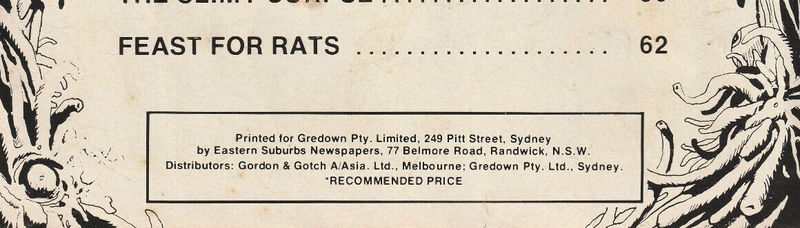 FEAST FOR RATS .................... 62
Printed for Gredown Pty. Limited, 249 Pitt Street, Sydney
by Eastern Suburbs Newspapers, 77 Belmore Road, Randwick, N.S.W.
Distributors: Gordon & Gotch A/Asia. Ltd., Melbourne; Gredown Pty. Ltd., Sydney.
*RECOMMENDED PRICE